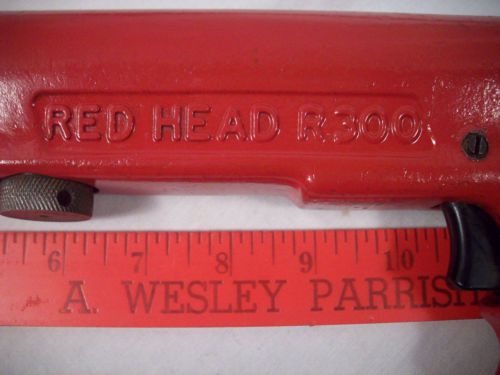 RED HEAD R300
6 7 8 9 10
A. WESLEY PARRISH